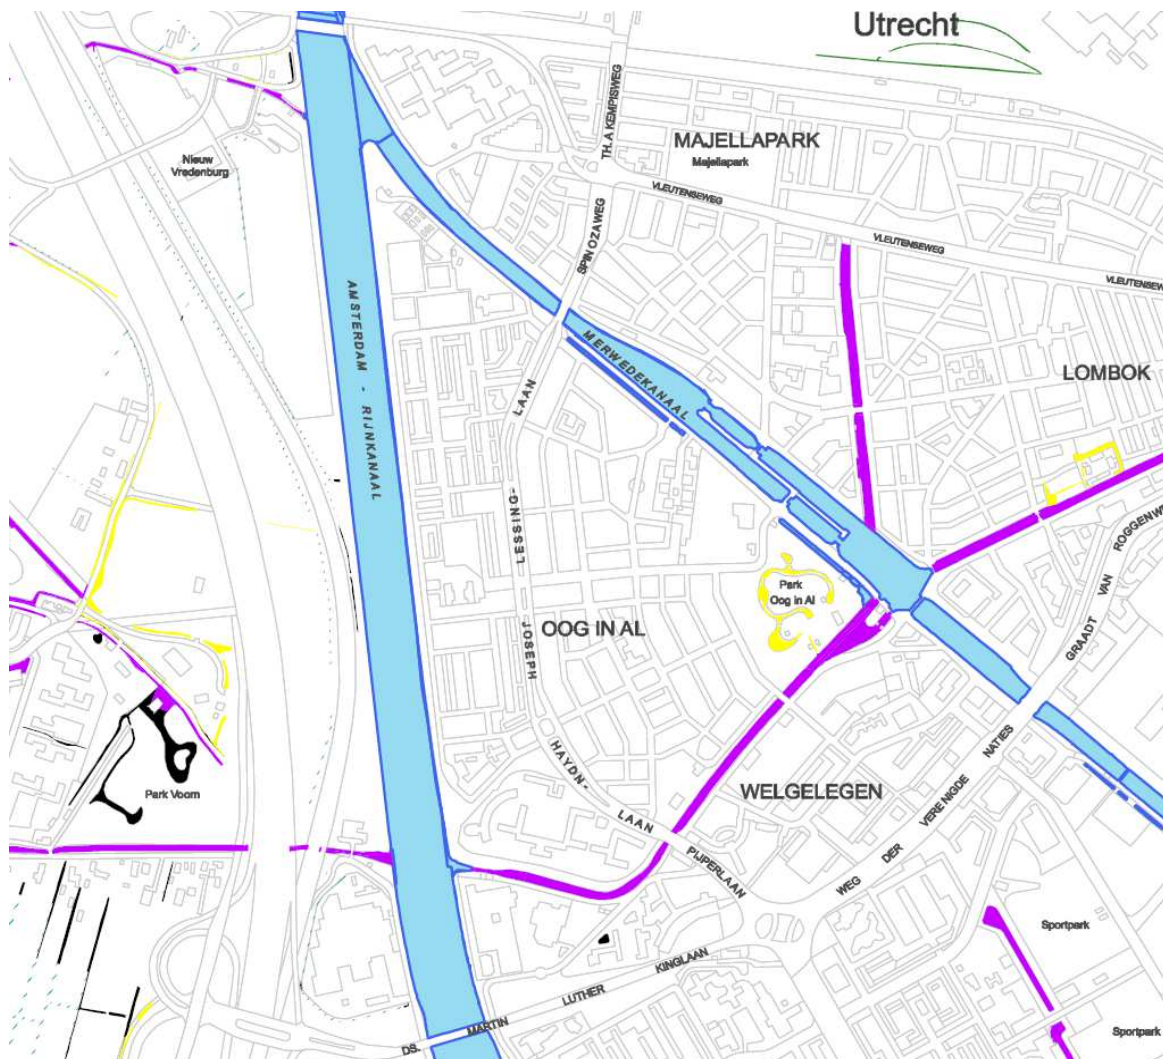 Utrecht
TH. A KEMPISWEG
MAJELLAPARK
Majellapark
Nieuw
Vredenburg
VLEUTENSEWEG
SPINOZAWEG
VLEUTENSEWEG
VLEUTENSEWEG
AMSTERDAM - RIJNKANAAL
MERWEDEKANAAL
LOMBOK
LAAN
LESSING-
ROGGENWE
VAN
GRAADT
Park
Oog in Al
OOG IN AL
JOSEPH
HAYDN-
LAAN
PIJPERLAAN
WELGELEGEN
NATIES
VERENIGDE
DER
WEG
Park Voorn
Sportpark
KINGLAAN
LUTHER
MARTIN
DS.
Sportpark